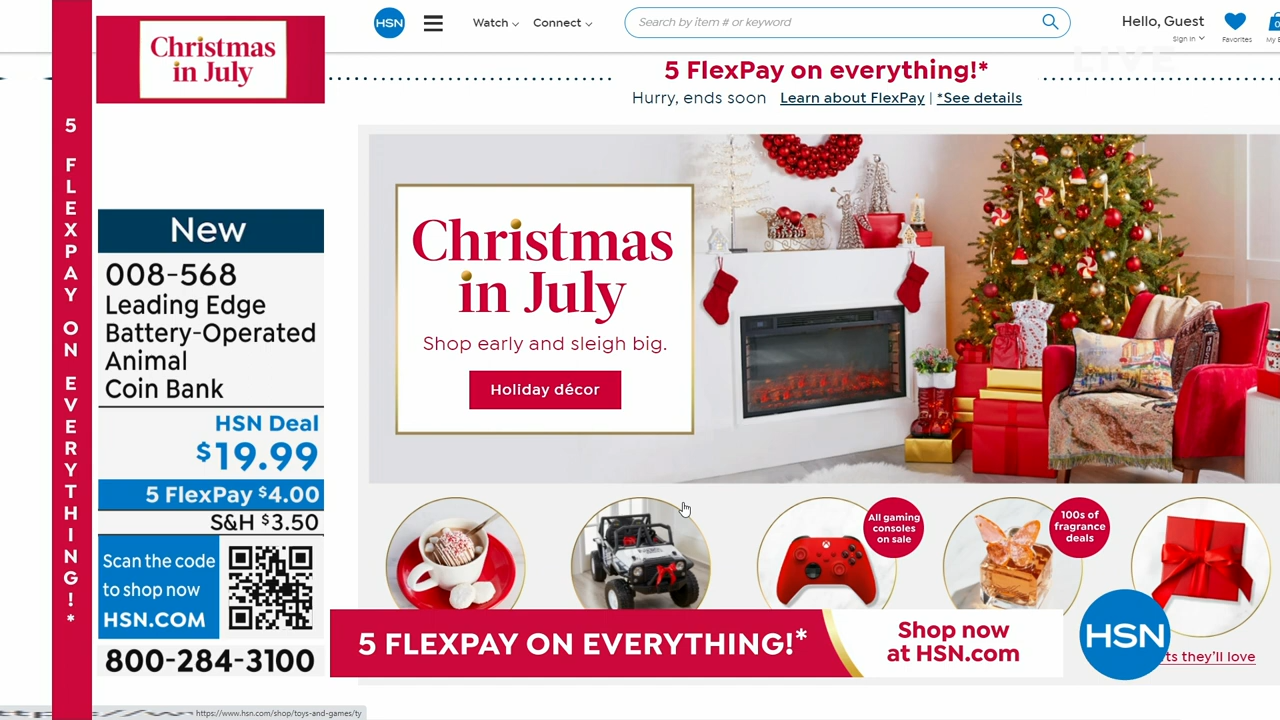 Christmas
in July
HSN
Watch
Connect
Search by item # or keyword
Hello, Guest
Sign In
Favorites
LIVE
5 FlexPay on everything!*
Hurry, ends soon
Learn about FlexPay | *See details
5 FLEXPAY ON EVERYTHING!*
New
008-568
Leading Edge
Battery-Operated
Animal
Coin Bank
HSN Deal
$19.99
5 FlexPay $4.00
S&H $3.50
Scan the code
to shop now
HSN.COM
800-284-3100
Christmas
in July
Shop early and sleigh big.
Holiday décor
All gaming
consoles
on sale
100s of
fragrance
deals
5 FLEXPAY ON EVERYTHING!*
Shop now
at HSN.com
HSN
they'll love
https://www.hsn.com/shop/toys-and-games/ty